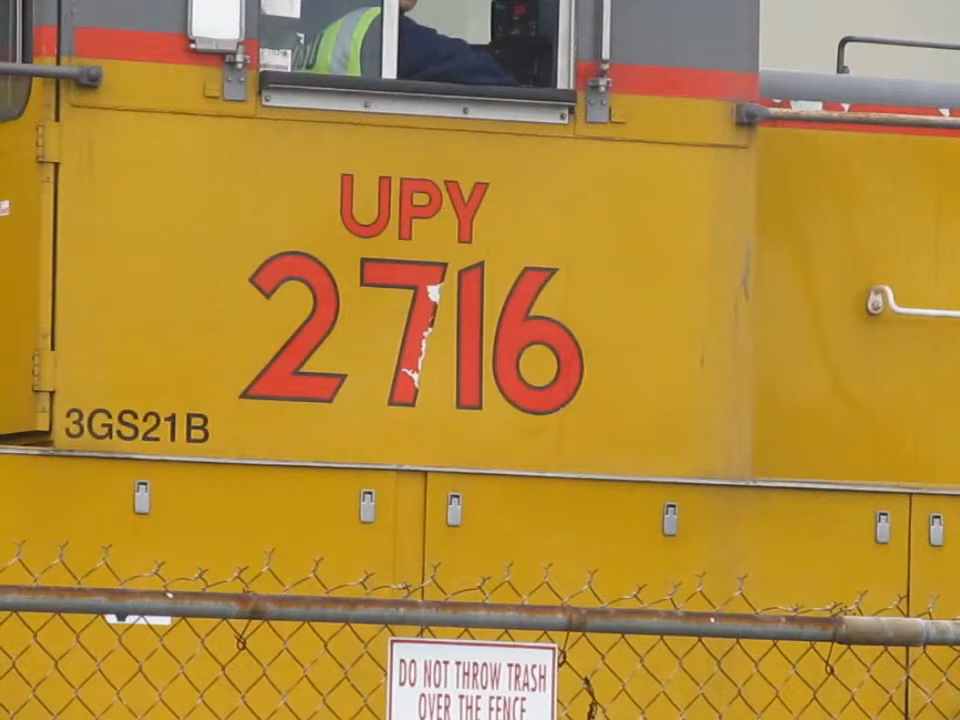 UPY
2716
3GS21B
DO NOT THROW TRASH
OVER THE FENCE